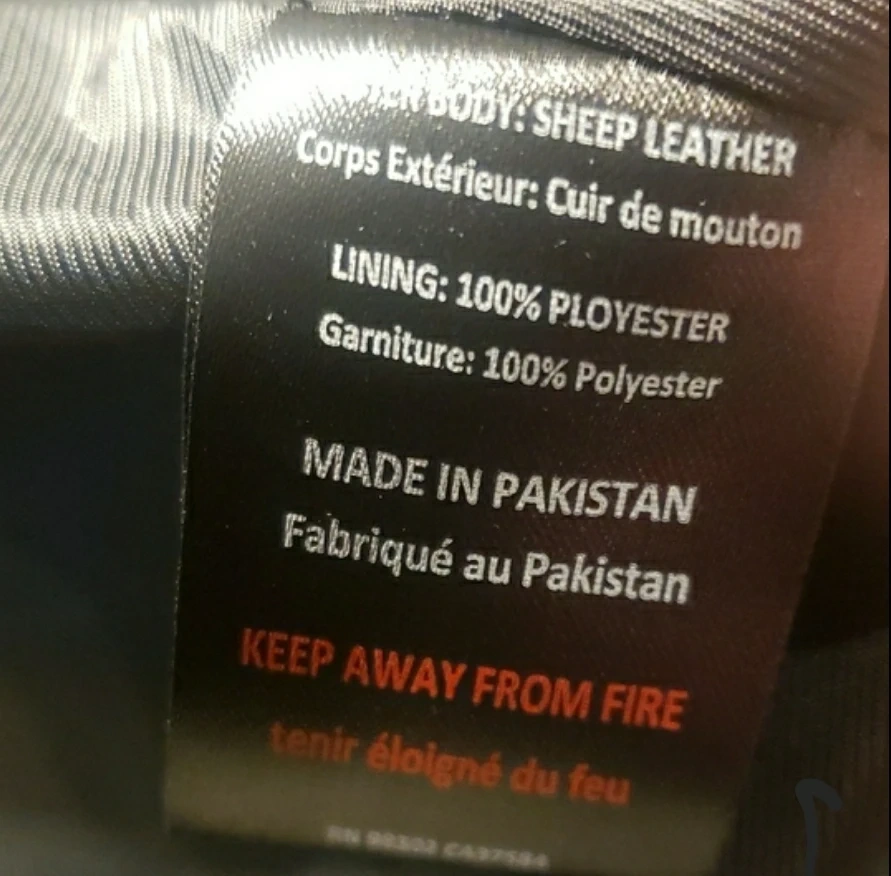 BODY: SHEEP LEATHER
Corps Extérieur: Cuir de mouton
LINING: 100% PLOYESTER
Garniture: 100% Polyester
MADE IN PAKISTAN
Fabriqué au Pakistan
KEEP AWAY FROM FIRE
tenir éloigné du feu
RN